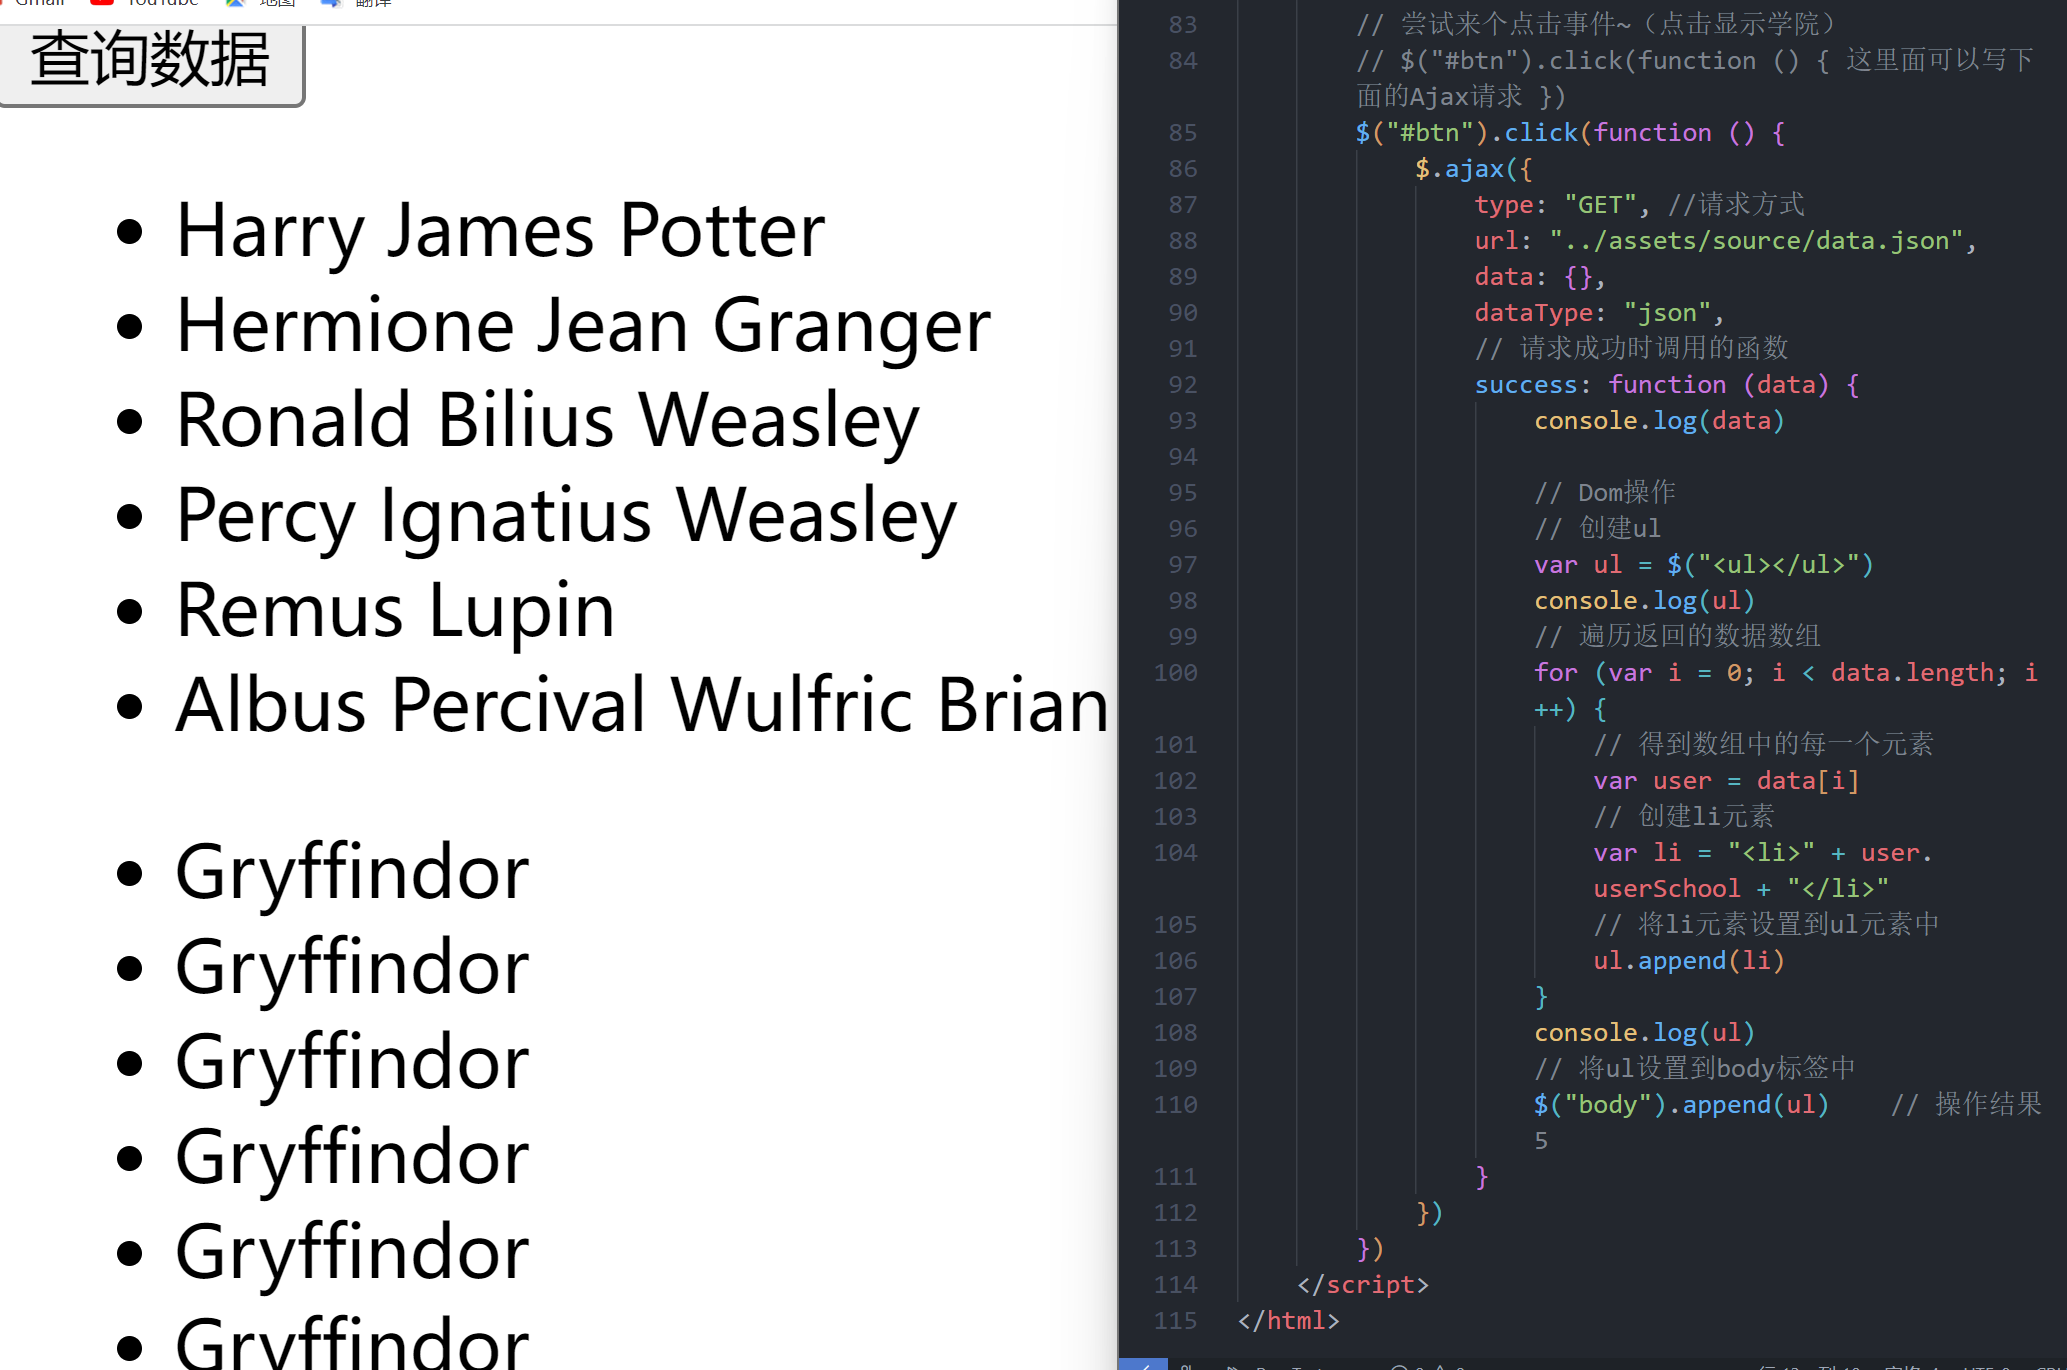 Gmail YouTube 地图 翻译
查询数据
Harry James Potter
Hermione Jean Granger
Ronald Bilius Weasley
Percy Ignatius Weasley
Remus Lupin
Albus Percival Wulfric Brian
Gryffindor
Gryffindor
Gryffindor
Gryffindor
Gryffindor
Gryffindor
83 // 尝试来个点击事件~（点击显示学院）
84 // $("#btn").click(function () { 这里面可以写下
面的Ajax请求 })
85 $("#btn").click(function () {
86 $.ajax({
87 type: "GET", //请求方式
88 url: "../assets/source/data.json",
89 data: {},
90 dataType: "json",
91 // 请求成功时调用的函数
92 success: function (data) {
93 console.log(data)
94
95 // Dom操作
96 // 创建ul
97 var ul = $("<ul></ul>")
98 console.log(ul)
99 // 遍历返回的数据数组
100 for (var i = 0; i < data.length; i
++) {
101 // 得到数组中的每一个元素
102 var user = data[i]
103 // 创建li元素
104 var li = "<li>" + user.
userSchool + "</li>"
105 // 将li元素设置到ul元素中
106 ul.append(li)
107 }
108 console.log(ul)
109 // 将ul设置到body标签中
110 $("body").append(ul) // 操作结果
5
111 }
112 })
113 })
114 </script>
115 </html>